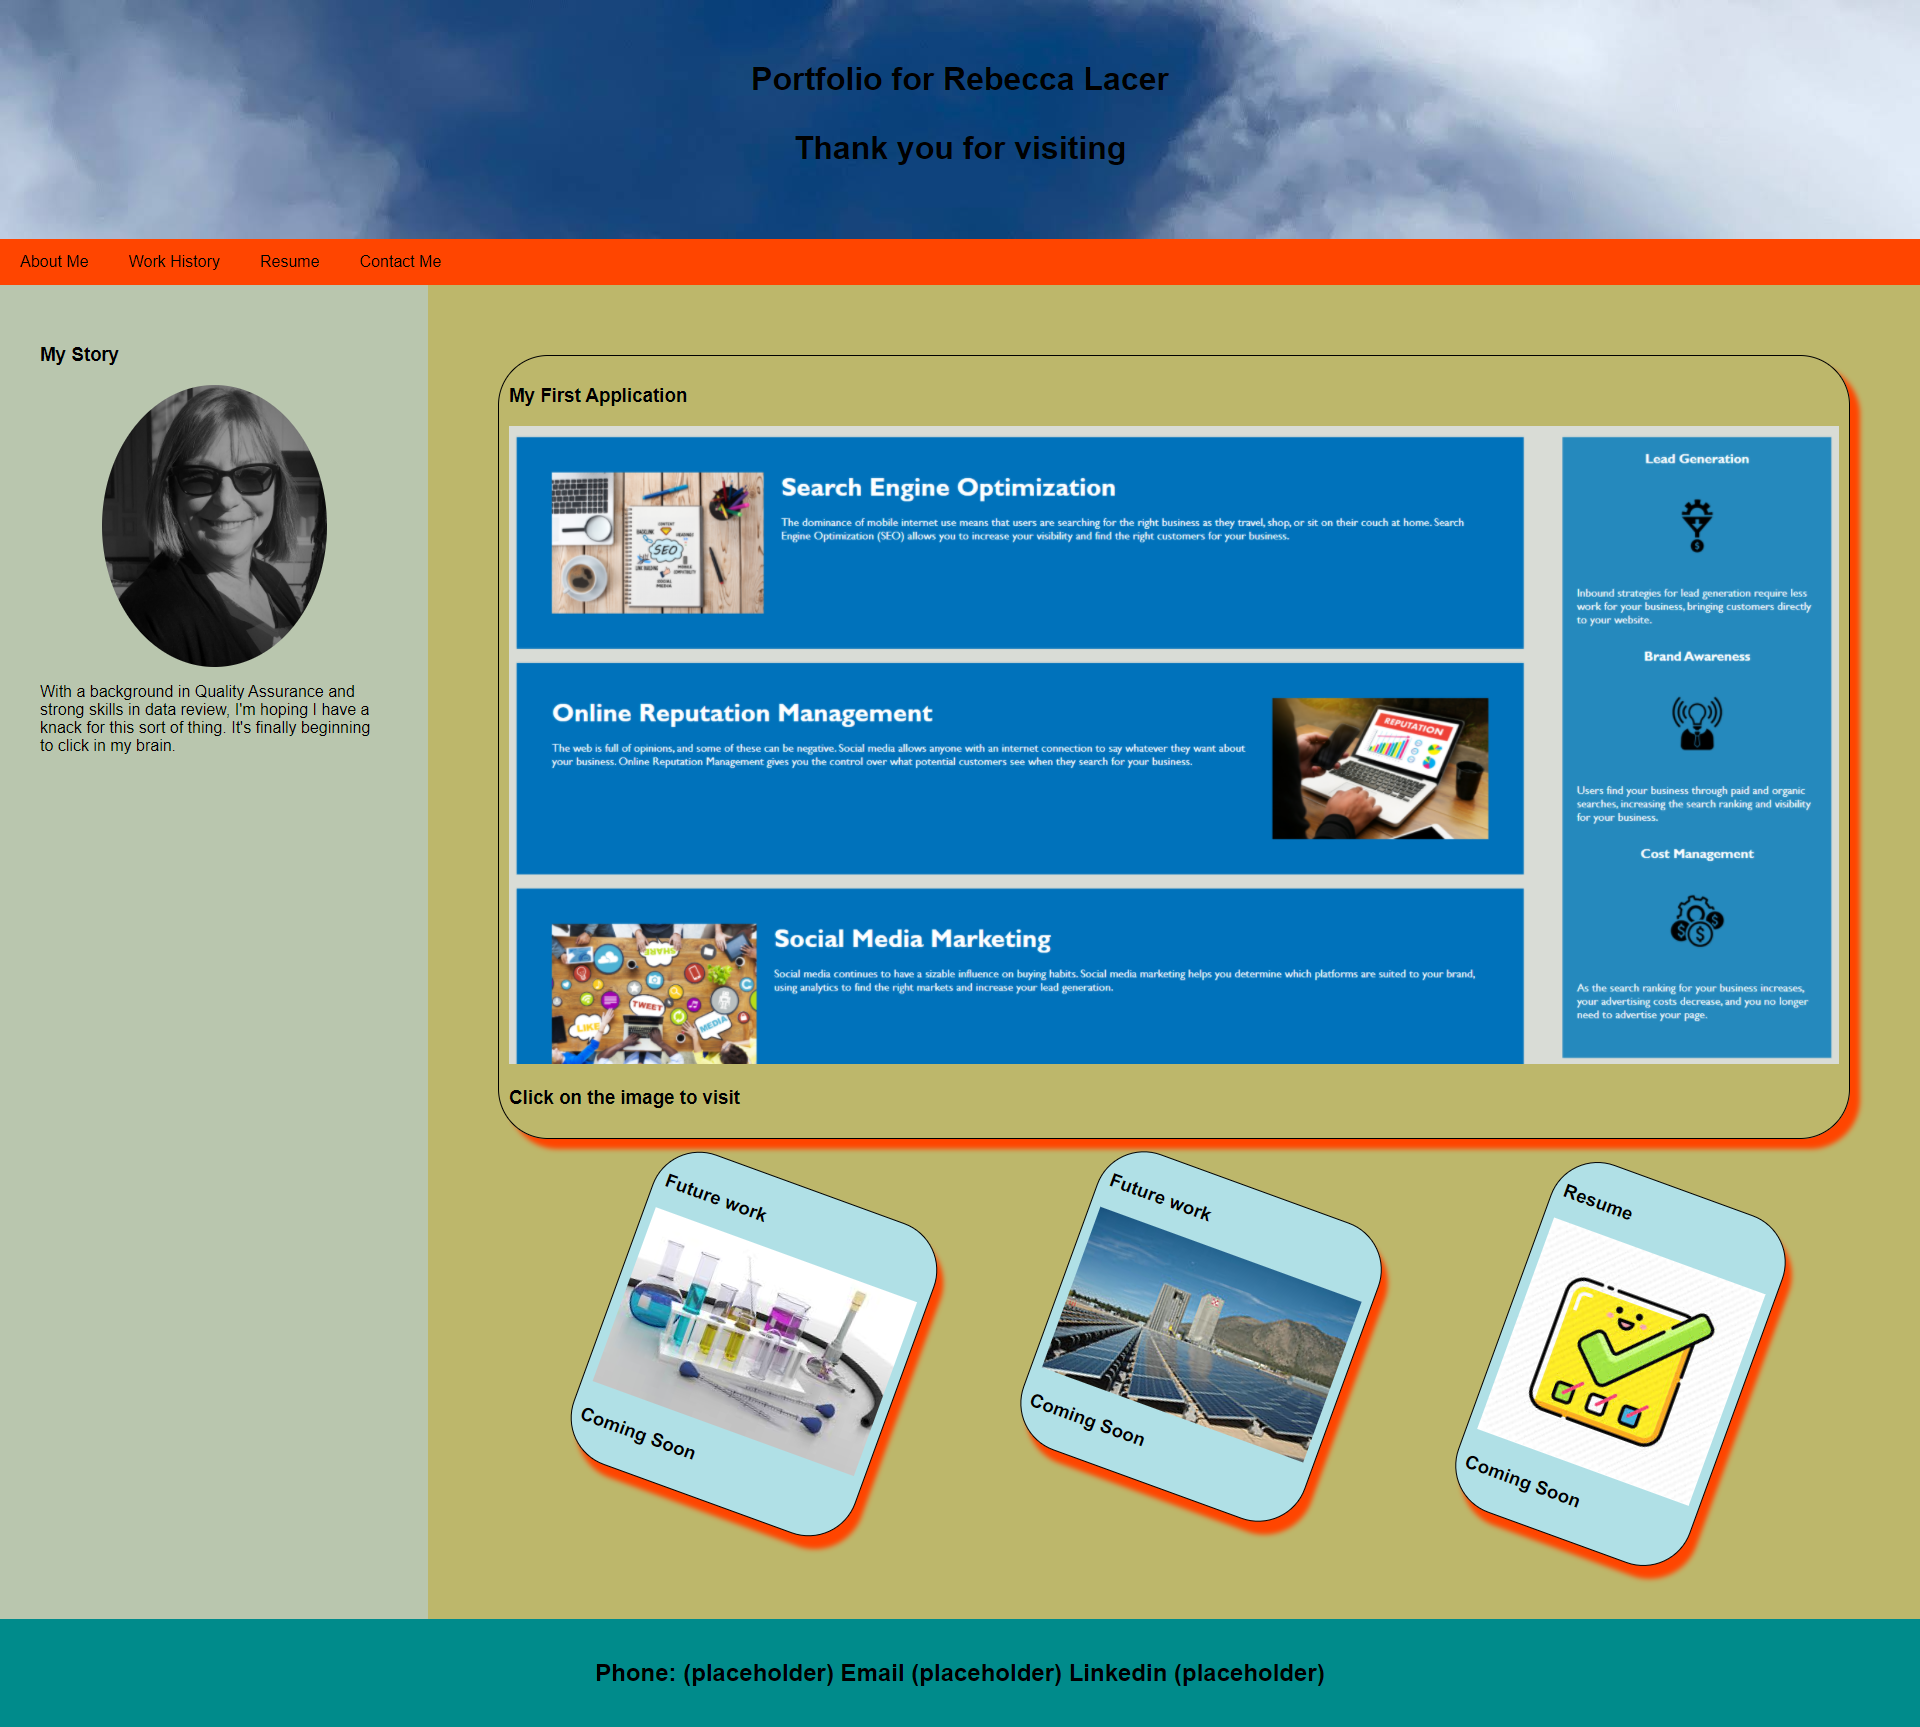 Portfolio for Rebecca Lacer
Thank you for visiting
About Me Work History Resume Contact Me
My Story
With a background in Quality Assurance and
strong skills in data review, I'm hoping I have a
knack for this sort of thing. It's finally beginning
to click in my brain.
My First Application
Search Engine Optimization
The dominance of mobile internet use means that users are searching for the right business as they travel, shop, or sit on their couch at home. Search
Engine Optimization (SEO) allows you to increase your visibility and find the right customers for your business.
SEO
Online Reputation Management
The web is full of opinions, and some of these can be negative. Social media allows anyone with an internet connection to say whatever they want about
your business. Online Reputation Management gives you the control over what potential customers see when they search for your business.
REPUTATION
Social Media Marketing
Social media continues to have a sizable influence on buying habits. Social media marketing helps you determine which platforms are suited to your brand,
using analytics to find the right markets and increase your lead generation.
SHARE
TWEET
LIKE
MEDIA
Lead Generation
Inbound strategies for lead generation require less
work for your business, bringing customers directly
to your website.
Brand Awareness
Users find your business through paid and organic
searches, increasing the search ranking and visibility
for your business.
Cost Management
As the search ranking for your business increases,
your advertising costs decrease, and you no longer
need to advertise your page.
Click on the image to visit
Future work
Coming Soon
Future work
Coming Soon
Resume
Coming Soon
Phone: (placeholder) Email (placeholder) Linkedin (placeholder)